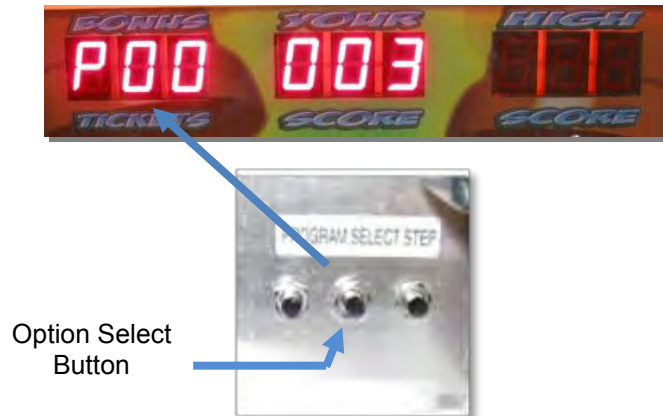 BONUS YOUR HIGH
P00 003
TICKETS SCORE SCORE
PROGRAM SELECT STEP
Option Select
Button